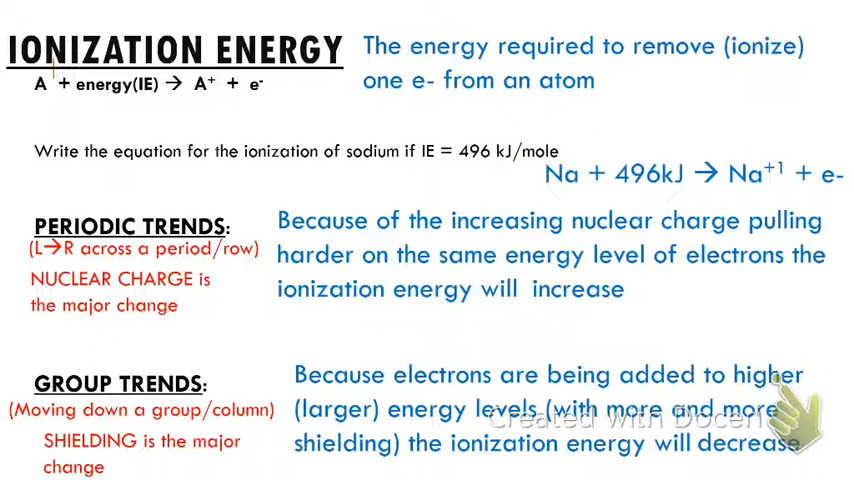 IONIZATION ENERGY
A + energy(IE) → A⁺ + e⁻
The energy required to remove (ionize)
one e- from an atom
Write the equation for the ionization of sodium if IE = 496 kJ/mole
Na + 496kJ → Na⁺¹ + e-
PERIODIC TRENDS:
(L→R across a period/row)
NUCLEAR CHARGE is
the major change
Because of the increasing nuclear charge pulling
harder on the same energy level of electrons the
ionization energy will increase
GROUP TRENDS:
(Moving down a group/column)
SHIELDING is the major
change
Because electrons are being added to higher
(larger) energy levels (with more and more
shielding) the ionization energy will decrease
Created with Doceri